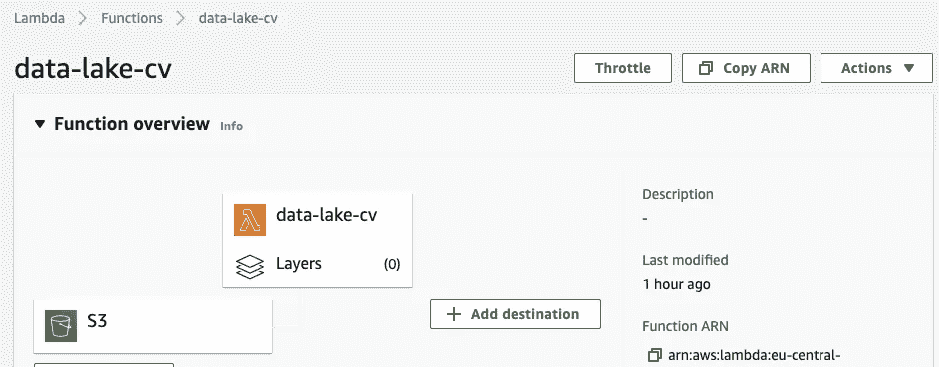 Lambda > Functions > data-lake-cv
data-lake-cv
Throttle Copy ARN Actions ▼
▼ Function overview Info
data-lake-cv
Layers (0)
S3
+ Add destination
Description
-
Last modified
1 hour ago
Function ARN
arn:aws:lambda:eu-central-